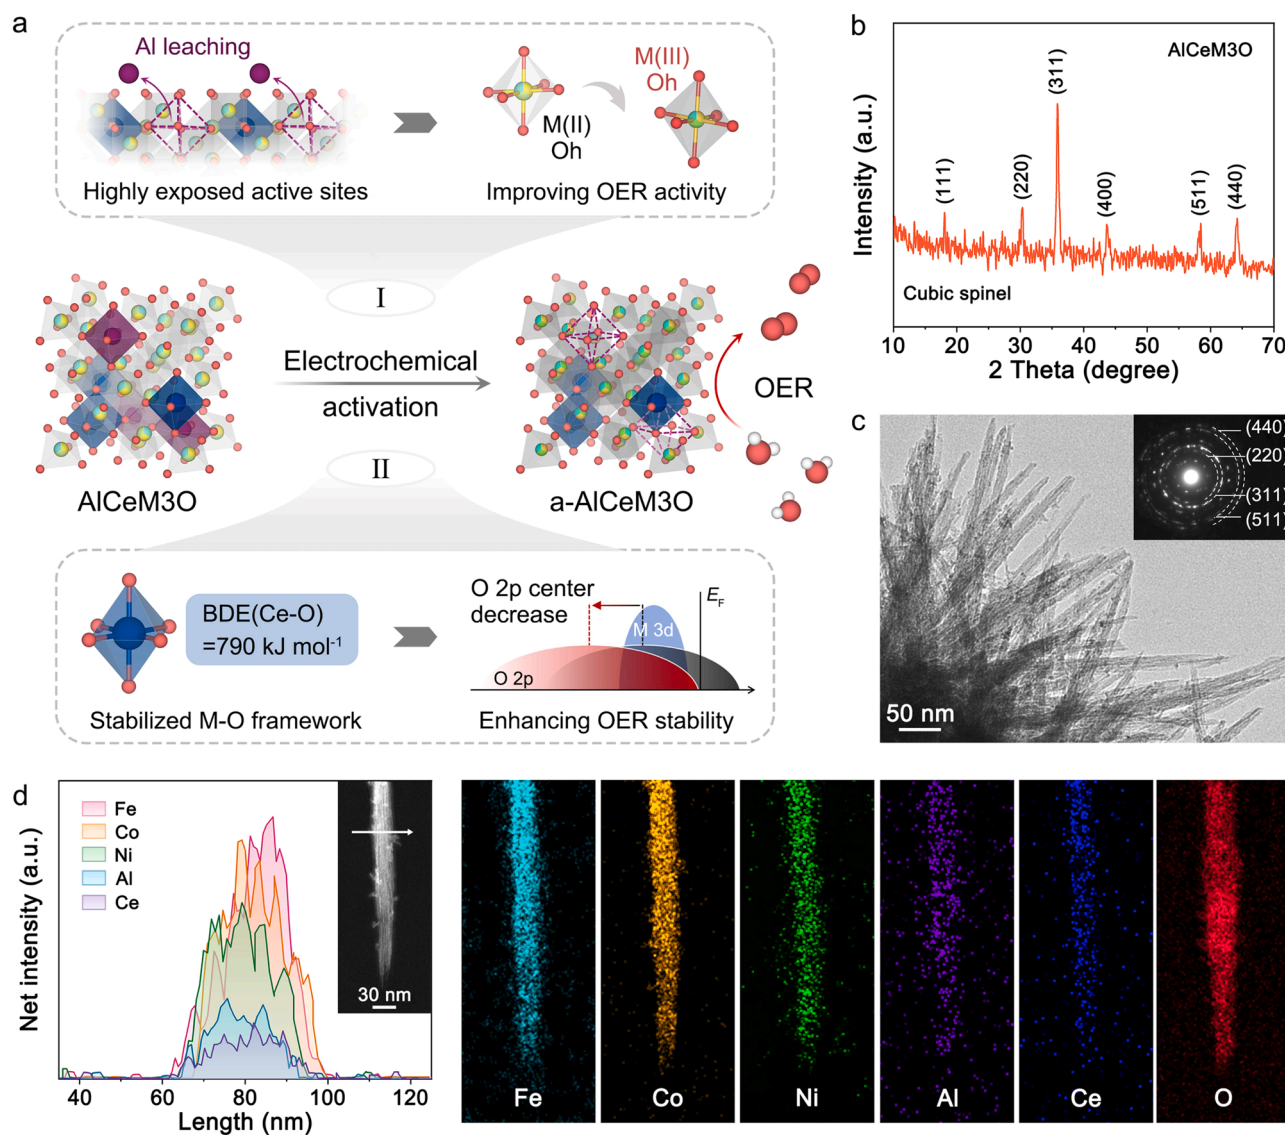 a
Al leaching
M(II)
Oh
M(III)
Oh
Highly exposed active sites
Improving OER activity
I
Electrochemical
activation
OER
AlCeM3O
a-AlCeM3O
II
BDE(Ce-O)
=790 kJ mol⁻¹
O 2p center
decrease
M 3d
E_F
O 2p
Stabilized M-O framework
Enhancing OER stability
b
AlCeM3O
Intensity (a.u.)
(111)
(220)
(311)
(400)
(511)
(440)
Cubic spinel
10 20 30 40 50 60 70
2 Theta (degree)
c
(440)
(220)
(311)
(511)
50 nm
d
Net intensity (a.u.)
Fe
Co
Ni
Al
Ce
30 nm
40 60 80 100 120
Length (nm)
Fe
Co
Ni
Al
Ce
O